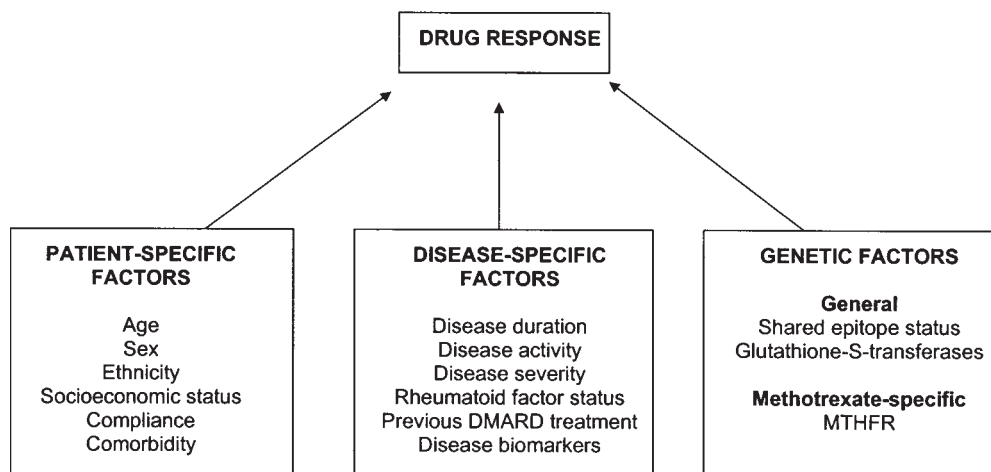 DRUG RESPONSE
PATIENT-SPECIFIC
FACTORS
Age
Sex
Ethnicity
Socioeconomic status
Compliance
Comorbidity
DISEASE-SPECIFIC
FACTORS
Disease duration
Disease activity
Disease severity
Rheumatoid factor status
Previous DMARD treatment
Disease biomarkers
GENETIC FACTORS
General
Shared epitope status
Glutathione-S-transferases
Methotrexate-specific
MTHFR